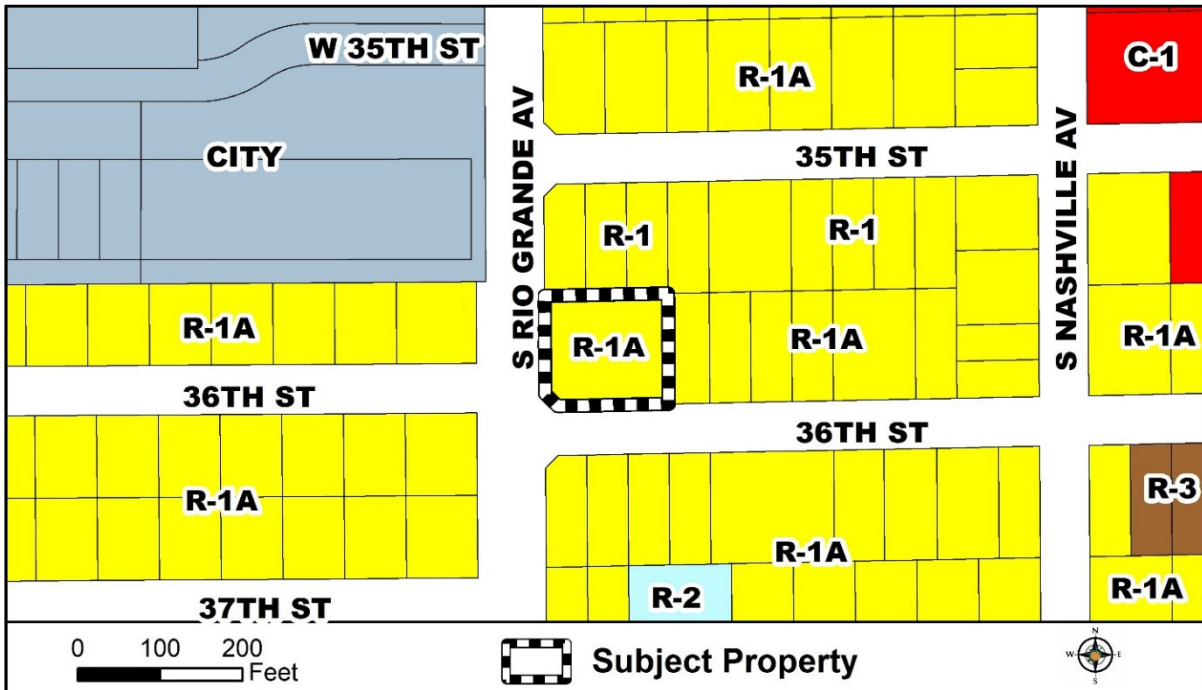 W 35TH ST
R-1A
C-1
CITY
S RIO GRANDE AV
35TH ST
S NASHVILLE AV
R-1
R-1
R-1A
R-1A
R-1A
R-1A
36TH ST
36TH ST
R-1A
R-3
R-1A
R-2
R-1A
37TH ST
0 100 200
Feet
Subject Property
N
W E
S